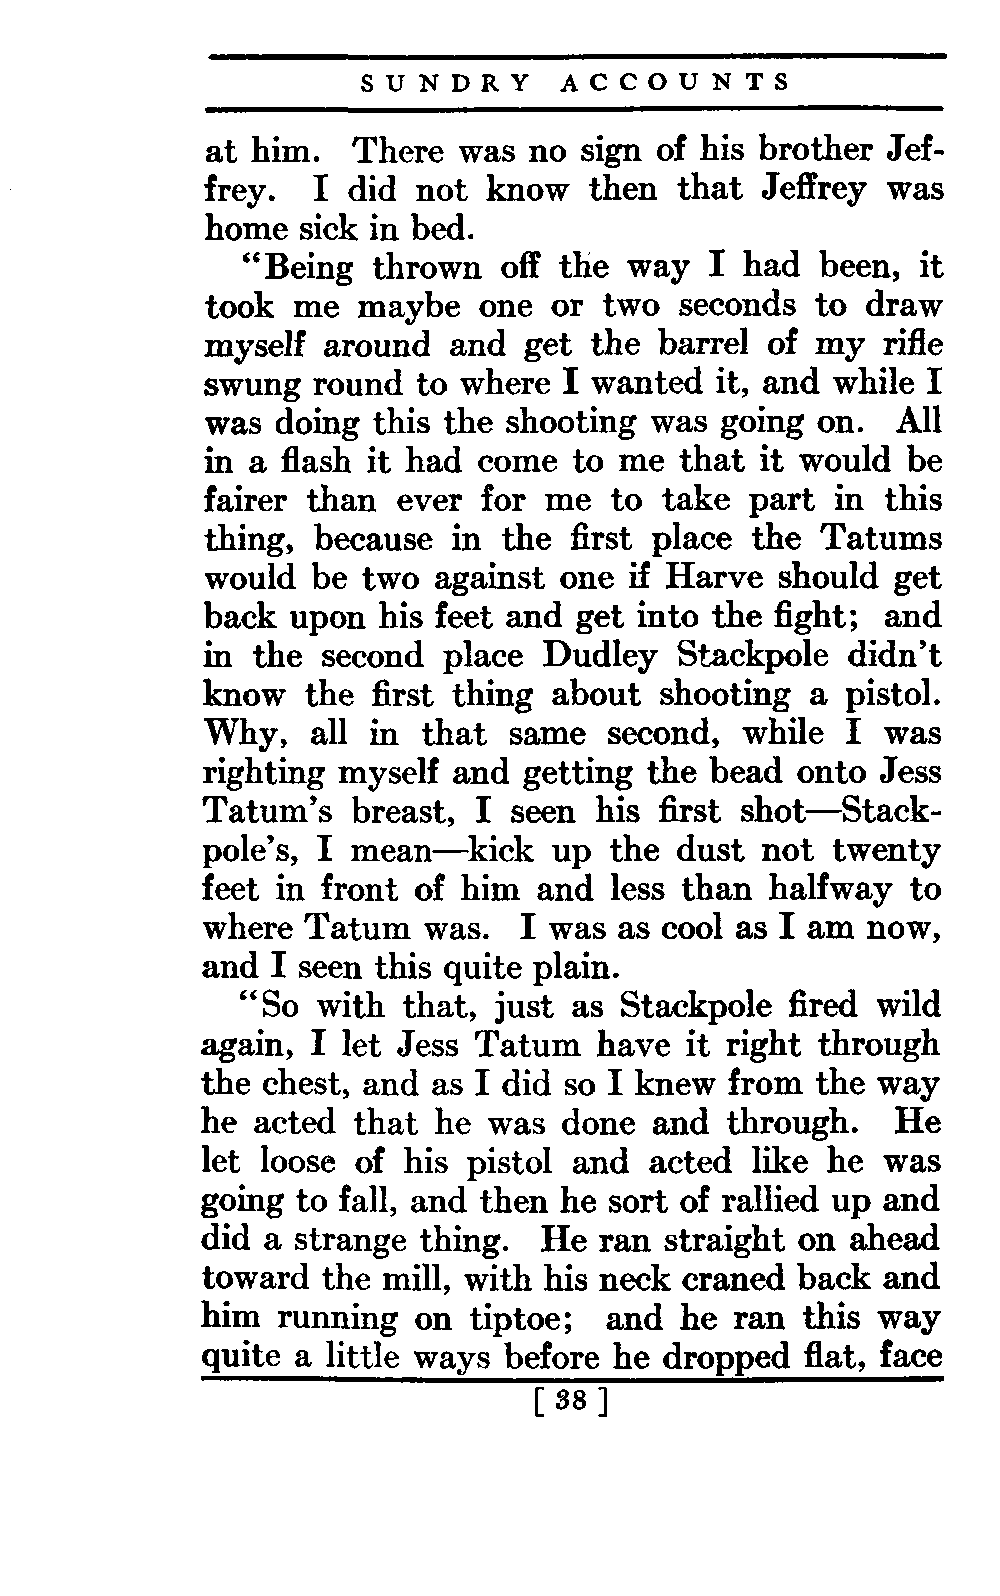 SUNDRY ACCOUNTS
at him. There was no sign of his brother Jef-
frey. I did not know then that Jeffrey was
home sick in bed.
“Being thrown off the way I had been, it
took me maybe one or two seconds to draw
myself around and get the barrel of my rifle
swung round to where I wanted it, and while I
was doing this the shooting was going on. All
in a flash it had come to me that it would be
fairer than ever for me to take part in this
thing, because in the first place the Tatums
would be two against one if Harve should get
back upon his feet and get into the fight; and
in the second place Dudley Stackpole didn’t
know the first thing about shooting a pistol.
Why, all in that same second, while I was
righting myself and getting the bead onto Jess
Tatum’s breast, I seen his first shot—Stack-
pole’s, I mean—kick up the dust not twenty
feet in front of him and less than halfway to
where Tatum was. I was as cool as I am now,
and I seen this quite plain.
“So with that, just as Stackpole fired wild
again, I let Jess Tatum have it right through
the chest, and as I did so I knew from the way
he acted that he was done and through. He
let loose of his pistol and acted like he was
going to fall, and then he sort of rallied up and
did a strange thing. He ran straight on ahead
toward the mill, with his neck craned back and
him running on tiptoe; and he ran this way
quite a little ways before he dropped flat, face
[ 38 ]